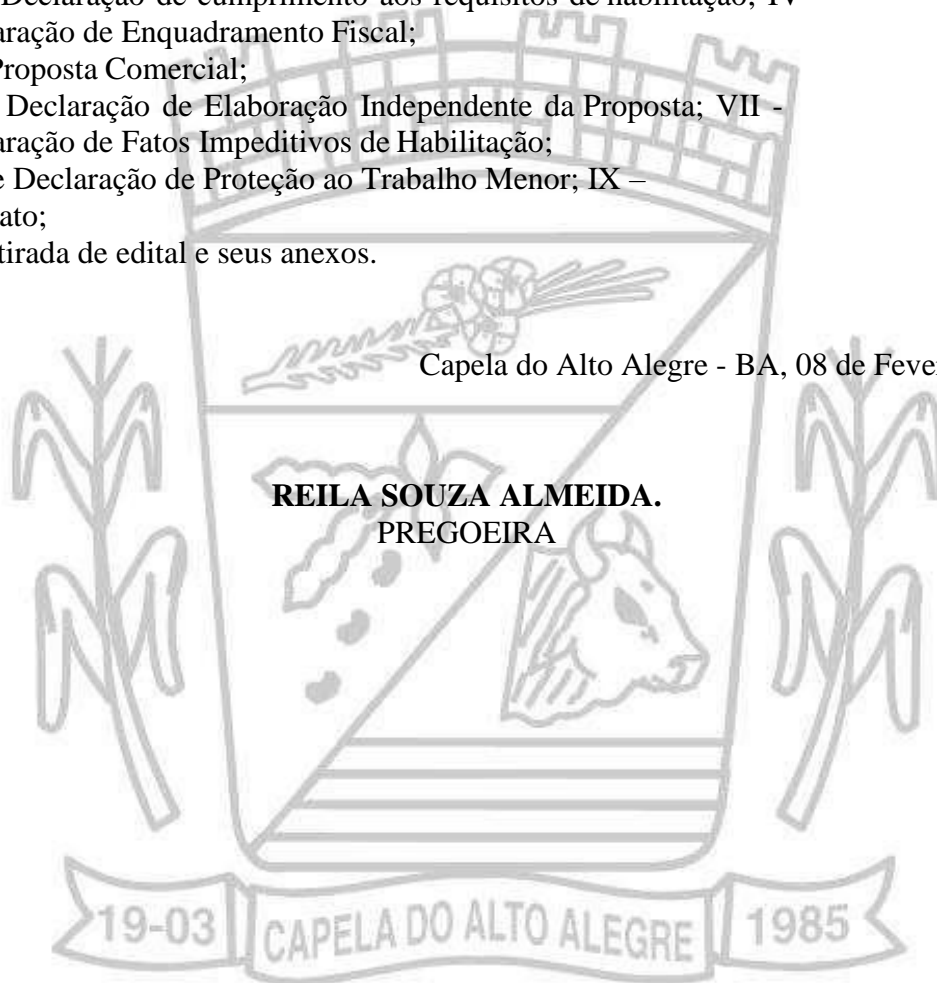 Declaração de cumprimento aos requisitos de habilitação; IV
aração de Enquadramento Fiscal;
Proposta Comercial;
Declaração de Elaboração Independente da Proposta; VII -
aração de Fatos Impeditivos de Habilitação;
e Declaração de Proteção ao Trabalho Menor; IX –
ato;
tirada de edital e seus anexos.
Capela do Alto Alegre - BA, 08 de Fever
REILA SOUZA ALMEIDA.
PREGOEIRA
19-03 CAPELA DO ALTO ALEGRE 1985